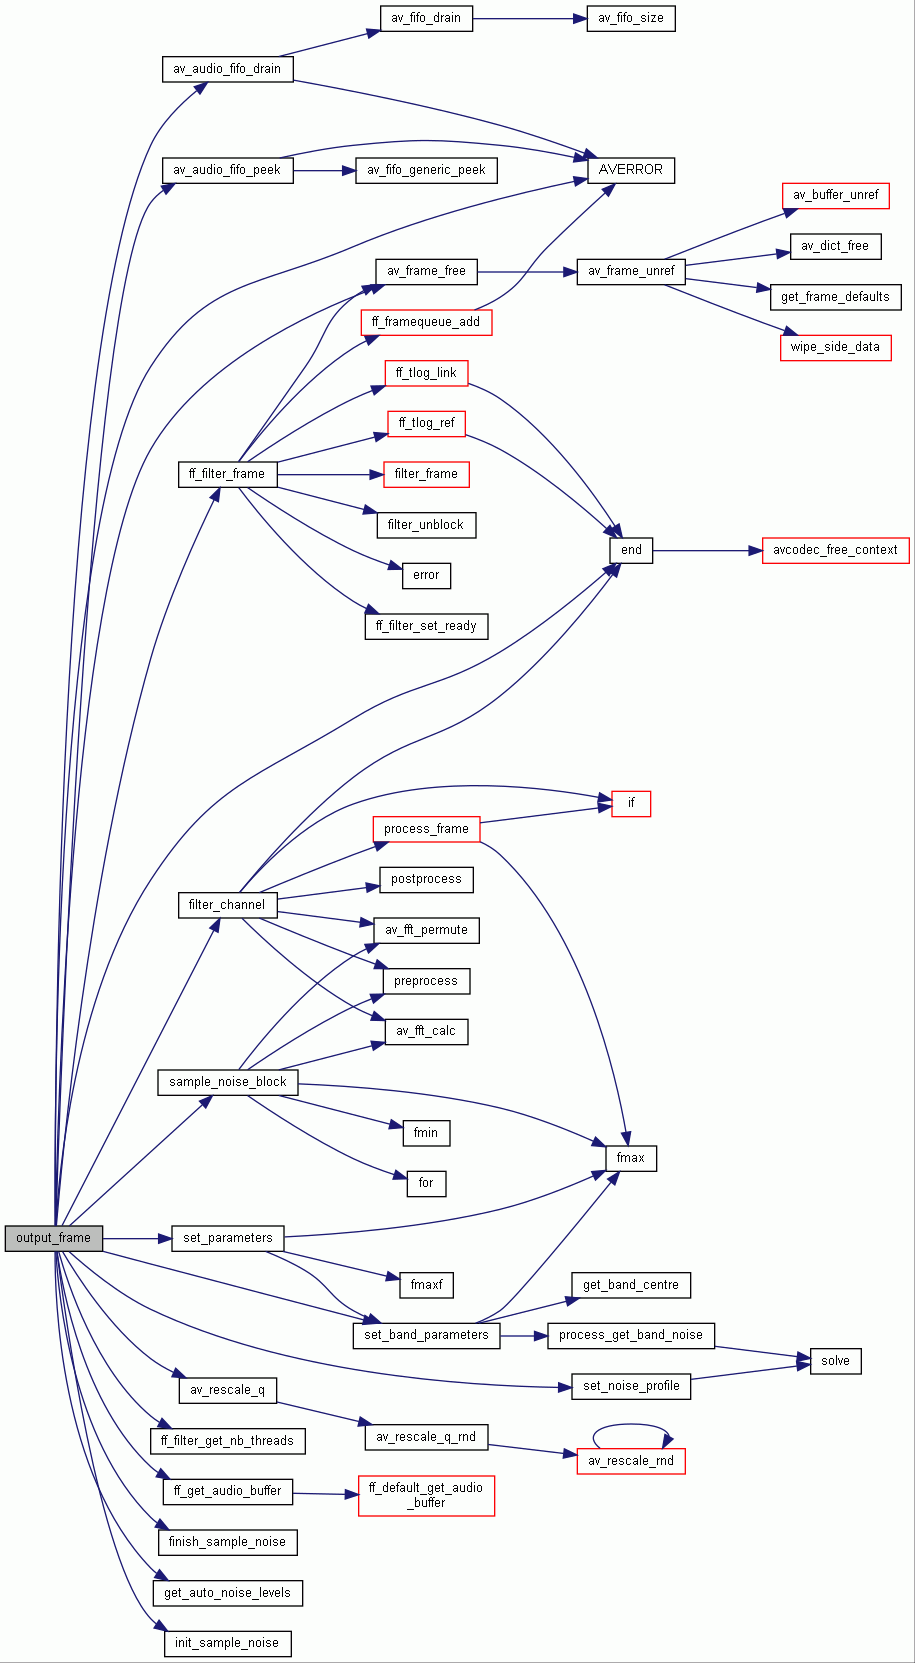 av_fifo_drain
av_fifo_size
av_audio_fifo_drain
av_audio_fifo_peek
av_fifo_generic_peek
AVERROR
av_buffer_unref
av_dict_free
av_frame_free
av_frame_unref
get_frame_defaults
ff_framequeue_add
wipe_side_data
ff_tlog_link
ff_tlog_ref
ff_filter_frame
filter_frame
filter_unblock
end
avcodec_free_context
error
ff_filter_set_ready
if
process_frame
postprocess
filter_channel
av_fft_permute
preprocess
av_fft_calc
sample_noise_block
fmin
fmax
for
output_frame
set_parameters
fmaxf
get_band_centre
set_band_parameters
process_get_band_noise
solve
av_rescale_q
set_noise_profile
ff_filter_get_nb_threads
av_rescale_q_rnd
av_rescale_rnd
ff_get_audio_buffer
ff_default_get_audio
_buffer
finish_sample_noise
get_auto_noise_levels
init_sample_noise